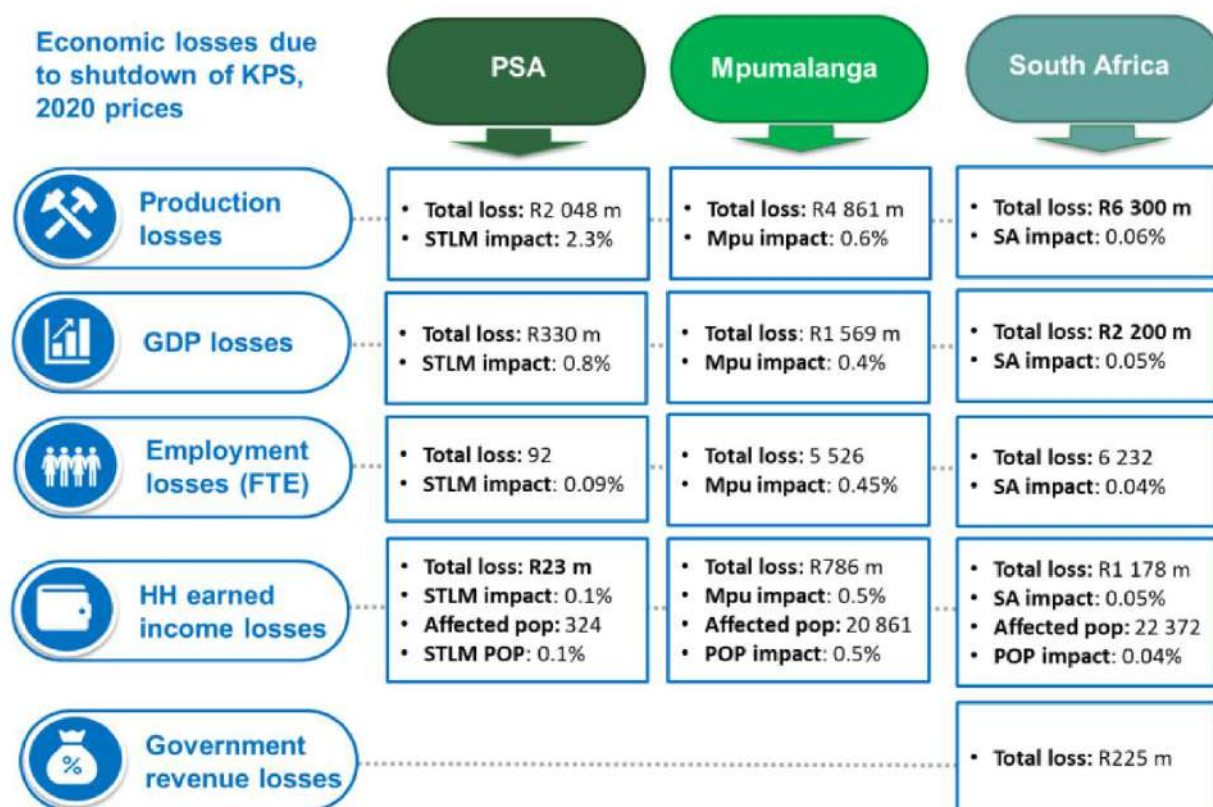 Economic losses due
to shutdown of KPS,
2020 prices
PSA
Mpumalanga
South Africa
Production
losses
• Total loss: R2 048 m
• STLM impact: 2.3%
• Total loss: R4 861 m
• Mpu impact: 0.6%
• Total loss: R6 300 m
• SA impact: 0.06%
GDP losses
• Total loss: R330 m
• STLM impact: 0.8%
• Total loss: R1 569 m
• Mpu impact: 0.4%
• Total loss: R2 200 m
• SA impact: 0.05%
Employment
losses (FTE)
• Total loss: 92
• STLM impact: 0.09%
• Total loss: 5 526
• Mpu impact: 0.45%
• Total loss: 6 232
• SA impact: 0.04%
HH earned
income losses
• Total loss: R23 m
• STLM impact: 0.1%
• Affected pop: 324
• STLM POP: 0.1%
• Total loss: R786 m
• Mpu impact: 0.5%
• Affected pop: 20 861
• POP impact: 0.5%
• Total loss: R1 178 m
• SA impact: 0.05%
• Affected pop: 22 372
• POP impact: 0.04%
%
Government
revenue losses
• Total loss: R225 m